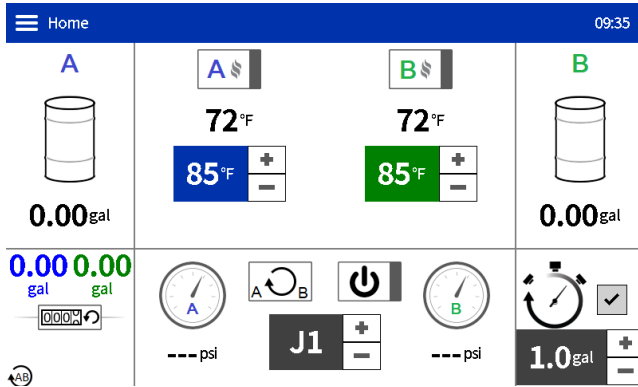 Home
09:35
A
A
B
B
72°F
72°F
85°F
+
-
85°F
+
-
0.00gal
0.00gal
0.00 0.00
gal gal
A B
A
B
J1
+
-
---psi
---psi
1.0gal
+
-
AB